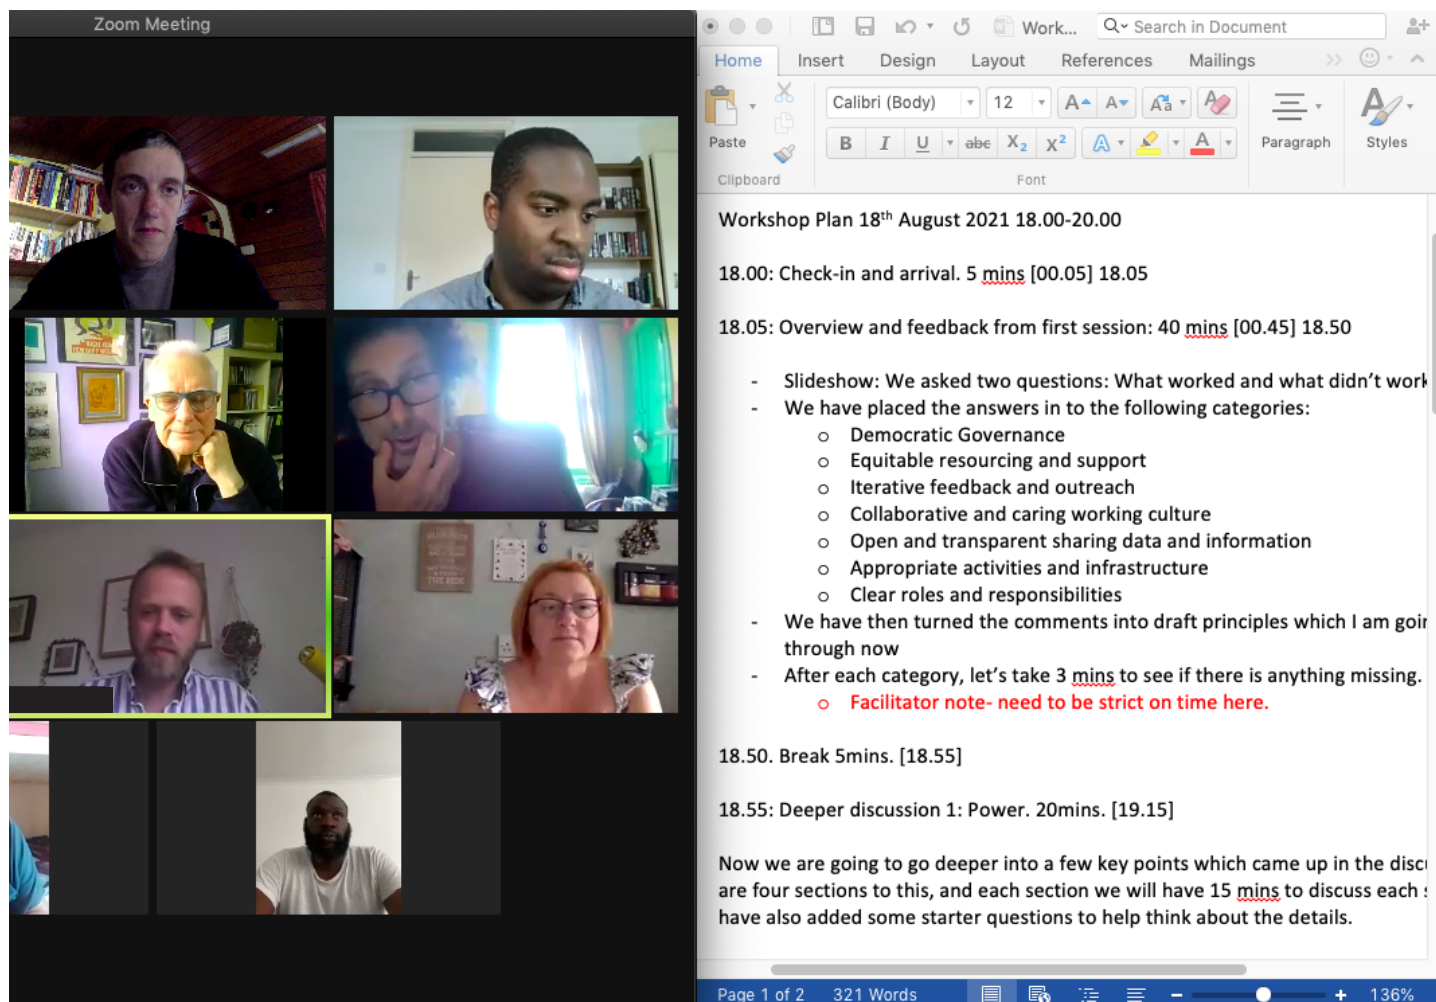 Zoom Meeting
THE RIDE
Work...
Search in Document
Home Insert Design Layout References Mailings
Paste
Calibri (Body) 12
B I U abc X₂ X²
Paragraph
Styles
Clipboard
Font
Workshop Plan 18th August 2021 18.00-20.00
18.00: Check-in and arrival. 5 mins [00.05] 18.05
18.05: Overview and feedback from first session: 40 mins [00.45] 18.50
- Slideshow: We asked two questions: What worked and what didn’t work
- We have placed the answers in to the following categories:
o Democratic Governance
o Equitable resourcing and support
o Iterative feedback and outreach
o Collaborative and caring working culture
o Open and transparent sharing data and information
o Appropriate activities and infrastructure
o Clear roles and responsibilities
- We have then turned the comments into draft principles which I am goin
through now
- After each category, let’s take 3 mins to see if there is anything missing.
o Facilitator note- need to be strict on time here.
18.50. Break 5mins. [18.55]
18.55: Deeper discussion 1: Power. 20mins. [19.15]
Now we are going to go deeper into a few key points which came up in the discu
are four sections to this, and each section we will have 15 mins to discuss each s
have also added some starter questions to help think about the details.
Page 1 of 2 321 Words 136%